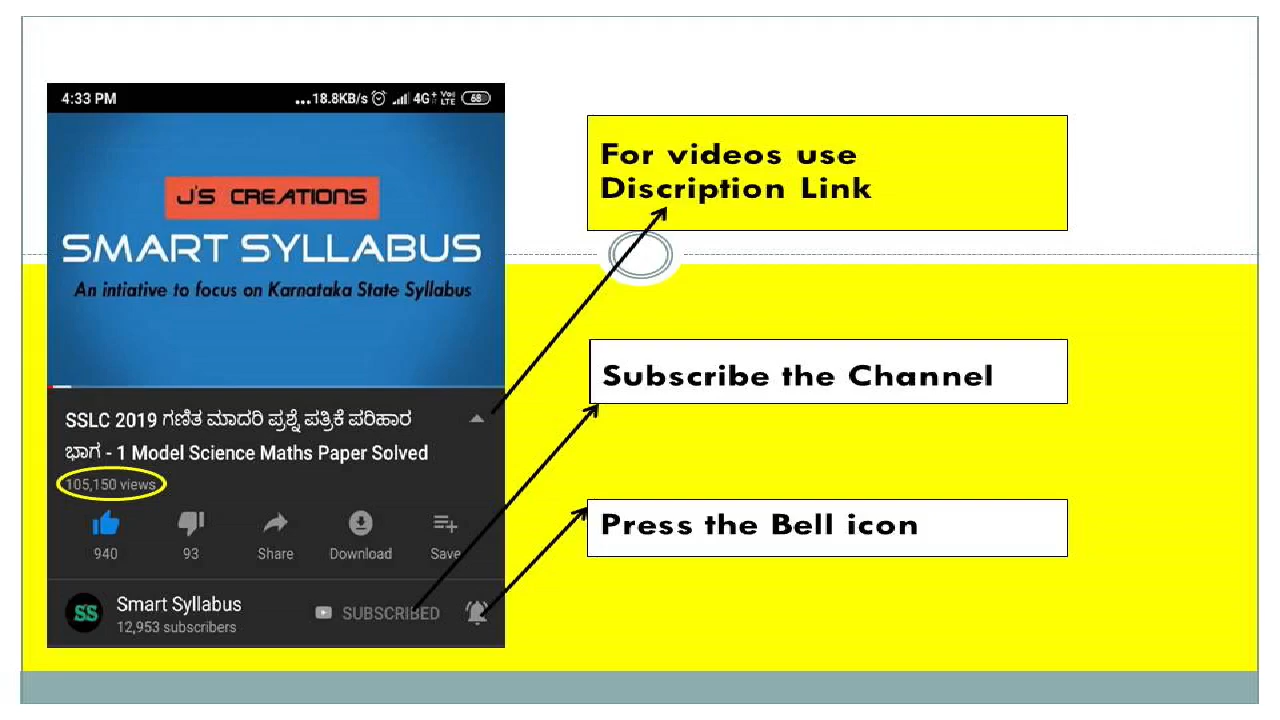 4:33 PM ...18.8KB/s 4G+ Vo LTE 68
J'S CREATIONS
SMART SYLLABUS
An intiative to focus on Karnataka State Syllabus
SSLC 2019 ಗಣಿತ ಮಾದರಿ ಪ್ರಶ್ನೆ ಪತ್ರಿಕೆ ಪರಿಹಾರ
ಭಾಗ - 1 Model Science Maths Paper Solved
105,150 views
940 93 Share Download Save
SS Smart Syllabus SUBSCRIBED
12,953 subscribers
For videos use
Discription Link
Subscribe the Channel
Press the Bell icon